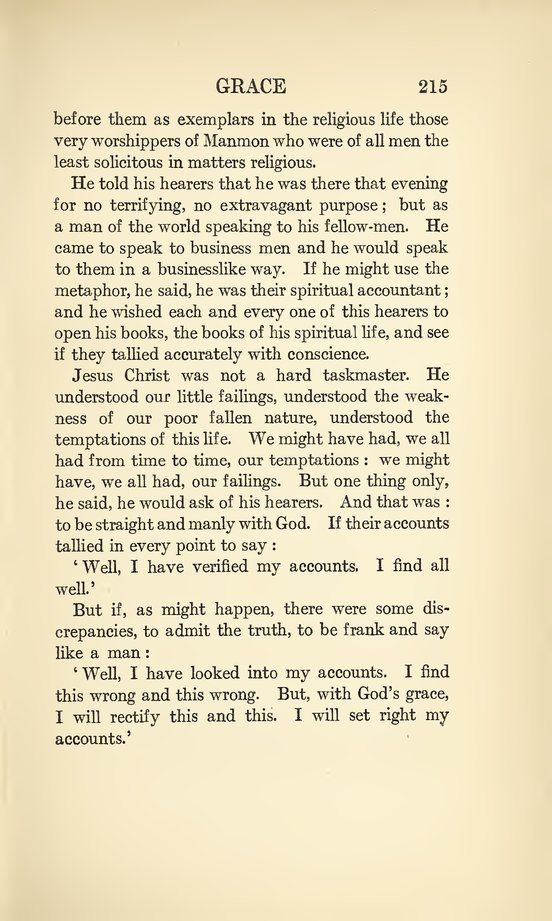 GRACE 215
before them as exemplars in the religious life those
very worshippers of Manmon who were of all men the
least solicitous in matters religious.
He told his hearers that he was there that evening
for no terrifying, no extravagant purpose; but as
a man of the world speaking to his fellow-men. He
came to speak to business men and he would speak
to them in a businesslike way. If he might use the
metaphor, he said, he was their spiritual accountant;
and he wished each and every one of this hearers to
open his books, the books of his spiritual life, and see
if they tallied accurately with conscience.
Jesus Christ was not a hard taskmaster. He
understood our little failings, understood the weak-
ness of our poor fallen nature, understood the
temptations of this life. We might have had, we all
had from time to time, our temptations: we might
have, we all had, our failings. But one thing only,
he said, he would ask of his hearers. And that was:
to be straight and manly with God. If their accounts
tallied in every point to say:
'Well, I have verified my accounts. I find all
well.'
But if, as might happen, there were some dis-
crepancies, to admit the truth, to be frank and say
like a man:
'Well, I have looked into my accounts. I find
this wrong and this wrong. But, with God's grace,
I will rectify this and this. I will set right my
accounts.'